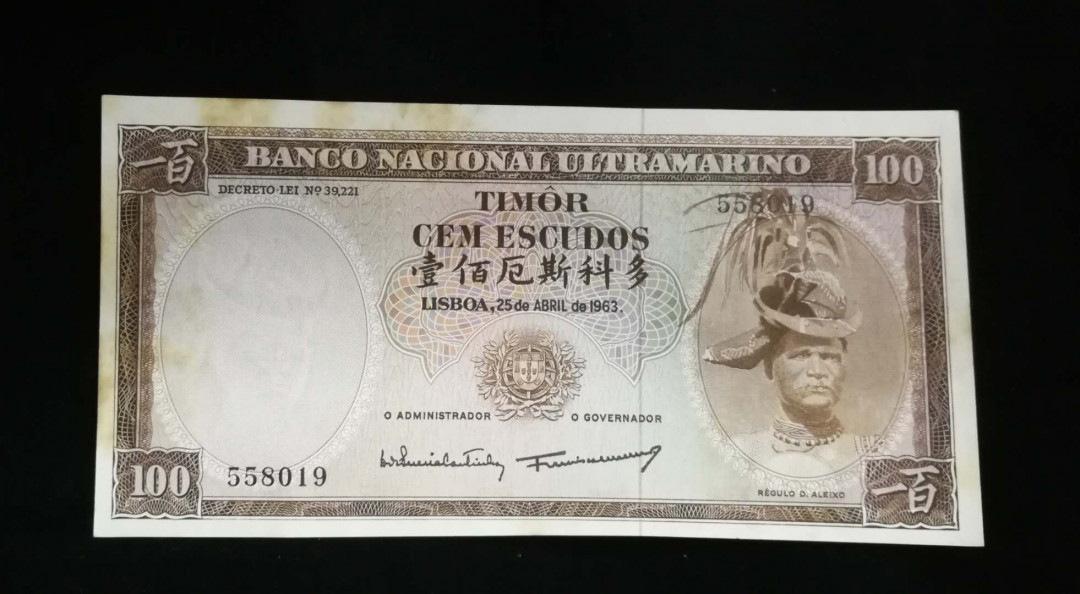 一百
BANCO NACIONAL ULTRAMARINO
100
DECRETO-LEI Nº 39,221
TIMÔR
558019
CEM ESCUDOS
壹佰厄斯科多
LISBOA, 25 de ABRIL de 1963.
O ADMINISTRADOR
O GOVERNADOR
100
558019
RÉGULO D. ALEIXO
一百